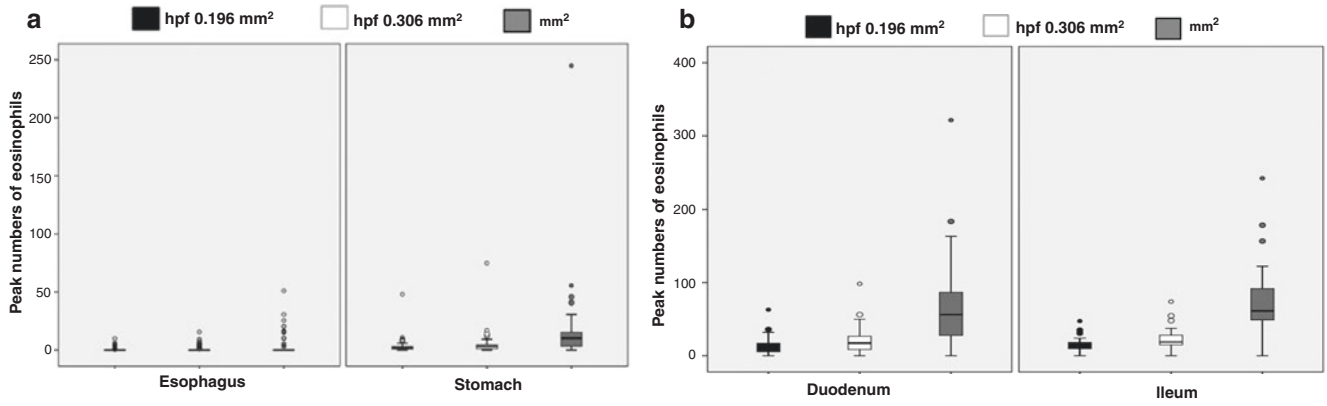 a
hpf 0.196 mm²
hpf 0.306 mm²
mm²
Peak numbers of eosinophils
250
200
150
100
50
0
Esophagus
Stomach
b
hpf 0.196 mm²
hpf 0.306 mm²
mm²
Peak numbers of eosinophils
400
300
200
100
0
Duodenum
Ileum